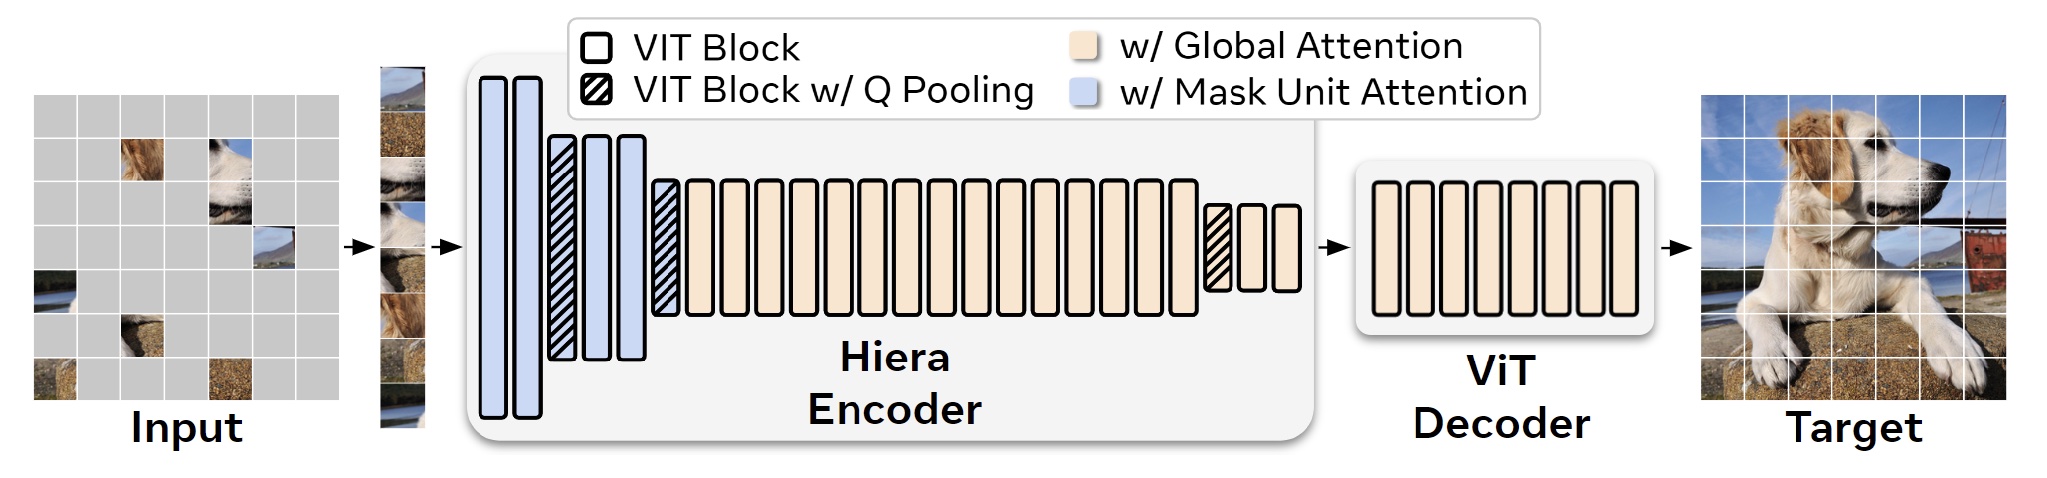 VIT Block
w/ Global Attention
VIT Block w/ Q Pooling
w/ Mask Unit Attention
Input
Hiera
Encoder
ViT
Decoder
Target